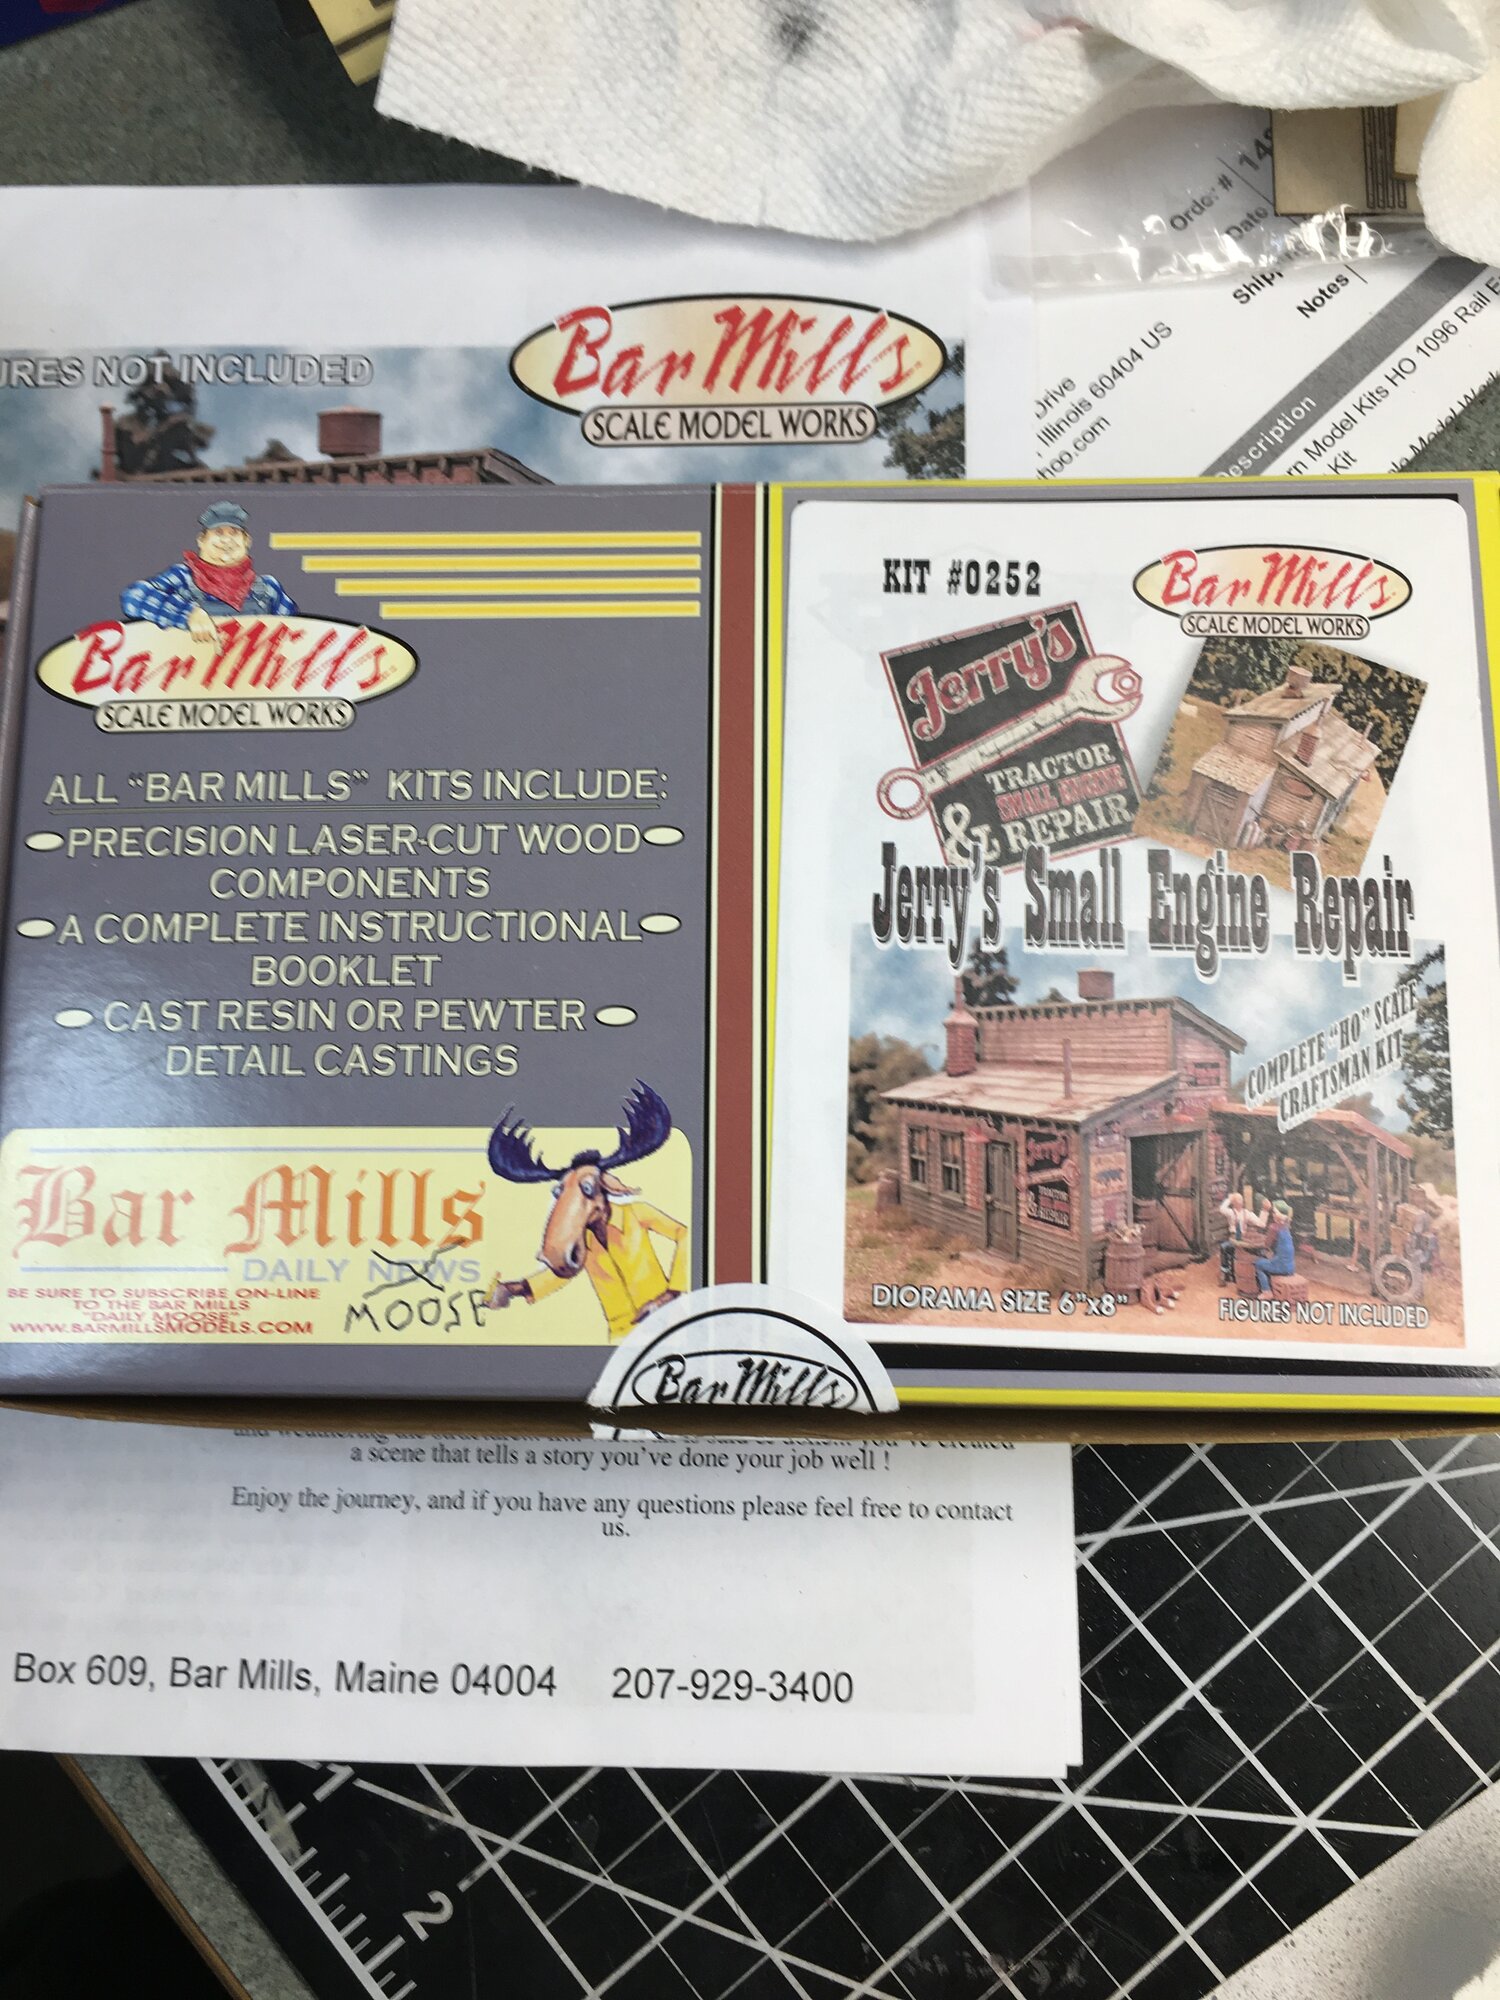 Order #
Date
Notes
Drive
Illinois 60404 US
hoo.com
Model Kits HO 1096 Rail
Kit
NOT INCLUDED
Bar Mills
SCALE MODEL WORKS
Bar Mills
SCALE MODEL WORKS
ALL "BAR MILLS" KITS INCLUDE:
PRECISION LASER-CUT WOOD
COMPONENTS
A COMPLETE INSTRUCTIONAL
BOOKLET
CAST RESIN OR PEWTER
DETAIL CASTINGS
Bar Mills
DAILY NEWS
MOOSE
BE SURE TO SUBSCRIBE ON-LINE
TO THE BAR MILLS
"DAILY MOOSE"
WWW.BARMILLSMODELS.COM
KIT #0252
Bar Mills
SCALE MODEL WORKS
Jerry's
TRACTOR
SMALL ENGINE
& REPAIR
Jerry's Small Engine Repair
COMPLETE "HO" SCALE
CRAFTSMAN KIT
DIORAMA SIZE 6"x8"
FIGURES NOT INCLUDED
Bar Mills
a scene that tells a story you've done your job well !
Enjoy the journey, and if you have any questions please feel free to contact
us.
Box 609, Bar Mills, Maine 04004 207-929-3400
1
2